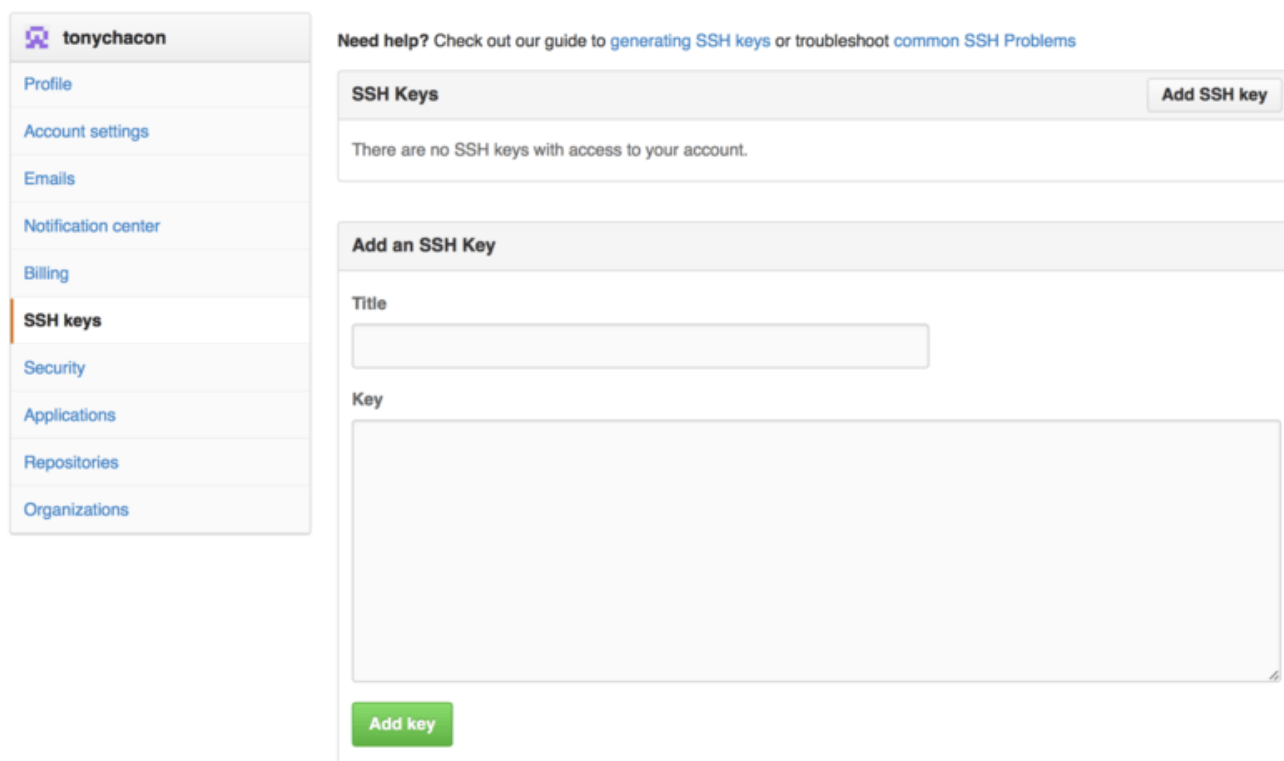 tonychacon
Profile
Account settings
Emails
Notification center
Billing
SSH keys
Security
Applications
Repositories
Organizations
Need help? Check out our guide to generating SSH keys or troubleshoot common SSH Problems
SSH Keys
Add SSH key
There are no SSH keys with access to your account.
Add an SSH Key
Title
Key
Add key